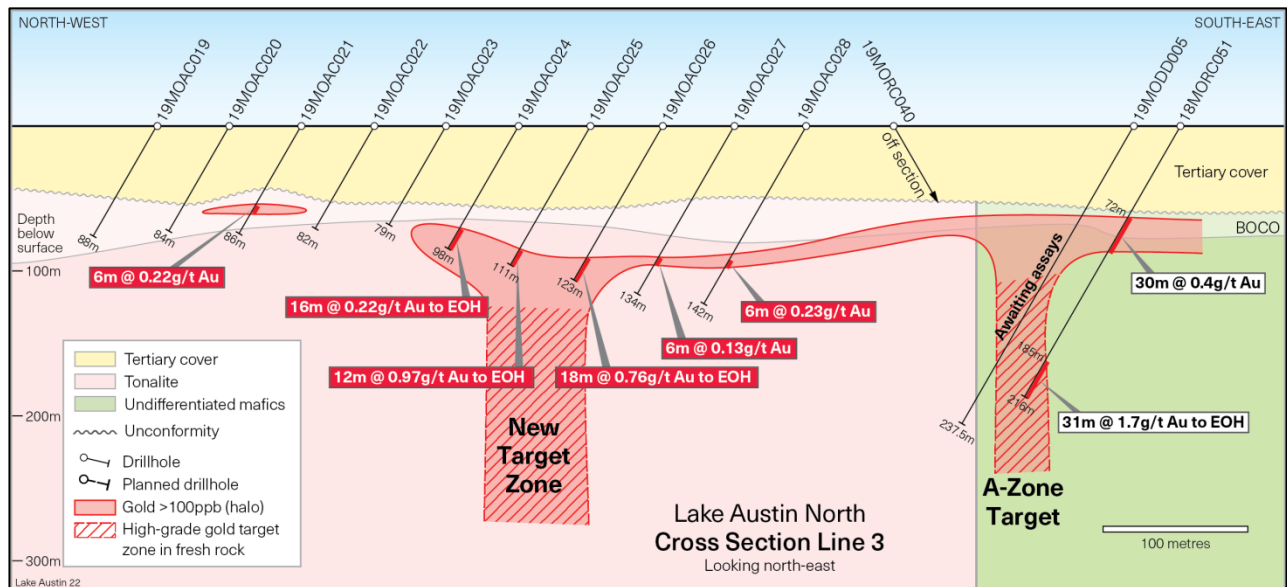 NORTH-WEST
SOUTH-EAST
19MOAC019
19MOAC020
19MOAC021
19MOAC022
19MOAC023
19MOAC024
19MOAC025
19MOAC026
19MOAC027
19MOAC028
19MORC040
off section
19MODD005
18MORC051
Tertiary cover
BOCO
Depth
below
surface
100m
200m
300m
88m
84m
86m
82m
79m
98m
111m
123m
134m
142m
72m
185m
216m
237.5m
Awaiting assays
6m @ 0.22g/t Au
16m @ 0.22g/t Au to EOH
12m @ 0.97g/t Au to EOH
18m @ 0.76g/t Au to EOH
6m @ 0.13g/t Au
6m @ 0.23g/t Au
30m @ 0.4g/t Au
31m @ 1.7g/t Au to EOH
New
Target
Zone
A-Zone
Target
Tertiary cover
Tonalite
Undifferentiated mafics
Unconformity
Drillhole
Planned drillhole
Gold >100ppb (halo)
High-grade gold target
zone in fresh rock
Lake Austin North
Cross Section Line 3
Looking north-east
100 metres
Lake Austin 22